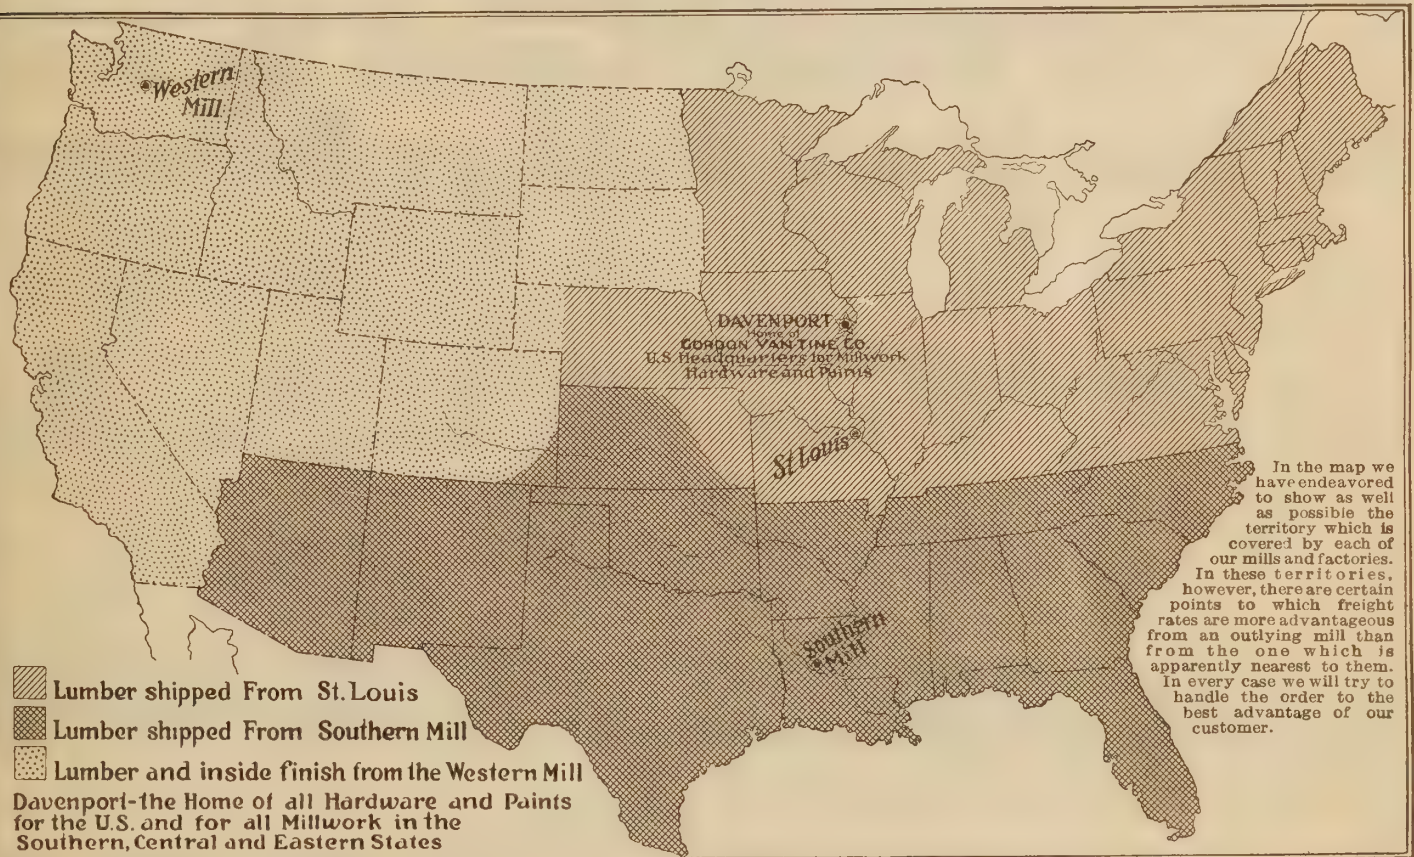 Western
Mill
DAVENPORT
Home of
GORDON VAN TINE CO.
U.S. Headquarters for Millwork
Hardware and Paints
St Louis
Southern
Mill
In the map we
have endeavored
to show as well
as possible the
territory which is
covered by each of
our mills and factories.
In these territories,
however, there are certain
points to which freight
rates are more advantageous
from an outlying mill than
from the one which is
apparently nearest to them.
In every case we will try to
handle the order to the
best advantage of our
customer.
Lumber shipped From St. Louis
Lumber shipped From Southern Mill
Lumber and inside finish from the Western Mill
Davenport-the Home of all Hardware and Paints
for the U.S. and for all Millwork in the
Southern, Central and Eastern States